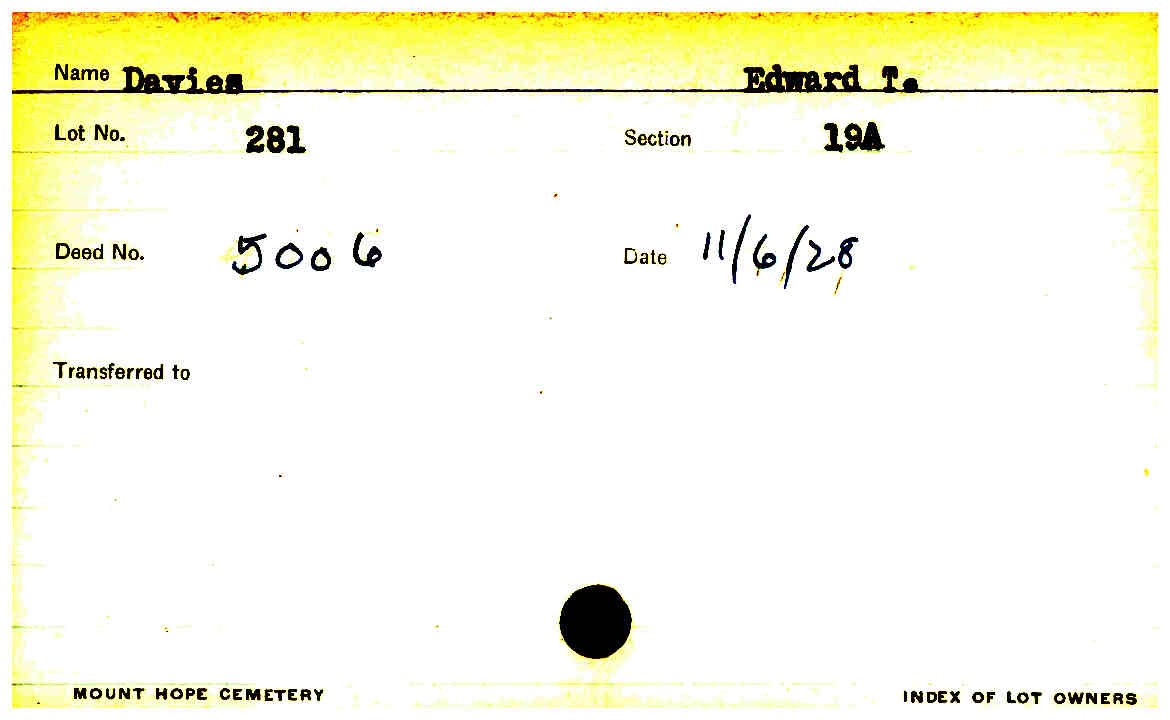 Name Davies Edward T.
Lot No. 281 Section 19A
Deed No. 5006 Date 11/6/28
Transferred to
MOUNT HOPE CEMETERY INDEX OF LOT OWNERS